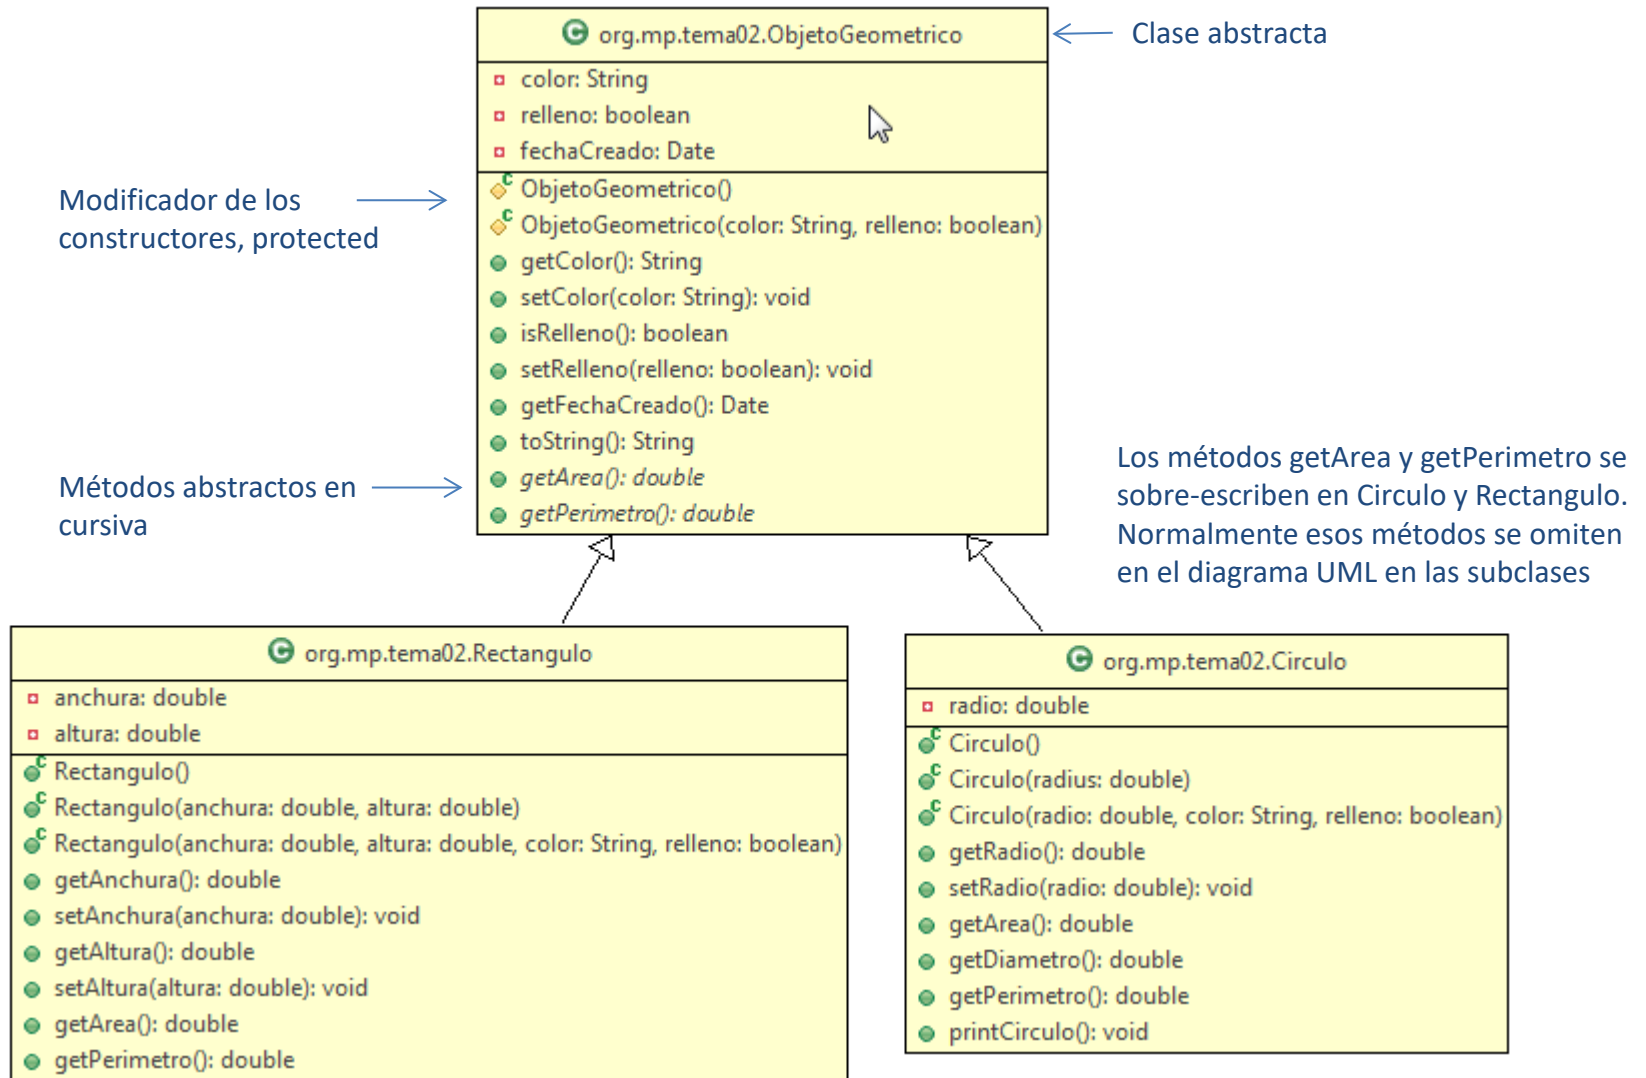 org.mp.tema02.ObjetoGeometrico
Clase abstracta
color: String
relleno: boolean
fechaCreado: Date
Modificador de los
constructores, protected
ObjetoGeometrico()
ObjetoGeometrico(color: String, relleno: boolean)
getColor(): String
setColor(color: String): void
isRelleno(): boolean
setRelleno(relleno: boolean): void
getFechaCreado(): Date
toString(): String
getArea(): double
getPerimetro(): double
Métodos abstractos en
cursiva
Los métodos getArea y getPerimetro se
sobre-escriben en Circulo y Rectangulo.
Normalmente esos métodos se omiten
en el diagrama UML en las subclases
org.mp.tema02.Rectangulo
anchura: double
altura: double
Rectangulo()
Rectangulo(anchura: double, altura: double)
Rectangulo(anchura: double, altura: double, color: String, relleno: boolean)
getAnchura(): double
setAnchura(anchura: double): void
getAltura(): double
setAltura(altura: double): void
getArea(): double
getPerimetro(): double
org.mp.tema02.Circulo
radio: double
Circulo()
Circulo(radius: double)
Circulo(radio: double, color: String, relleno: boolean)
getRadio(): double
setRadio(radio: double): void
getArea(): double
getDiametro(): double
getPerimetro(): double
printCirculo(): void